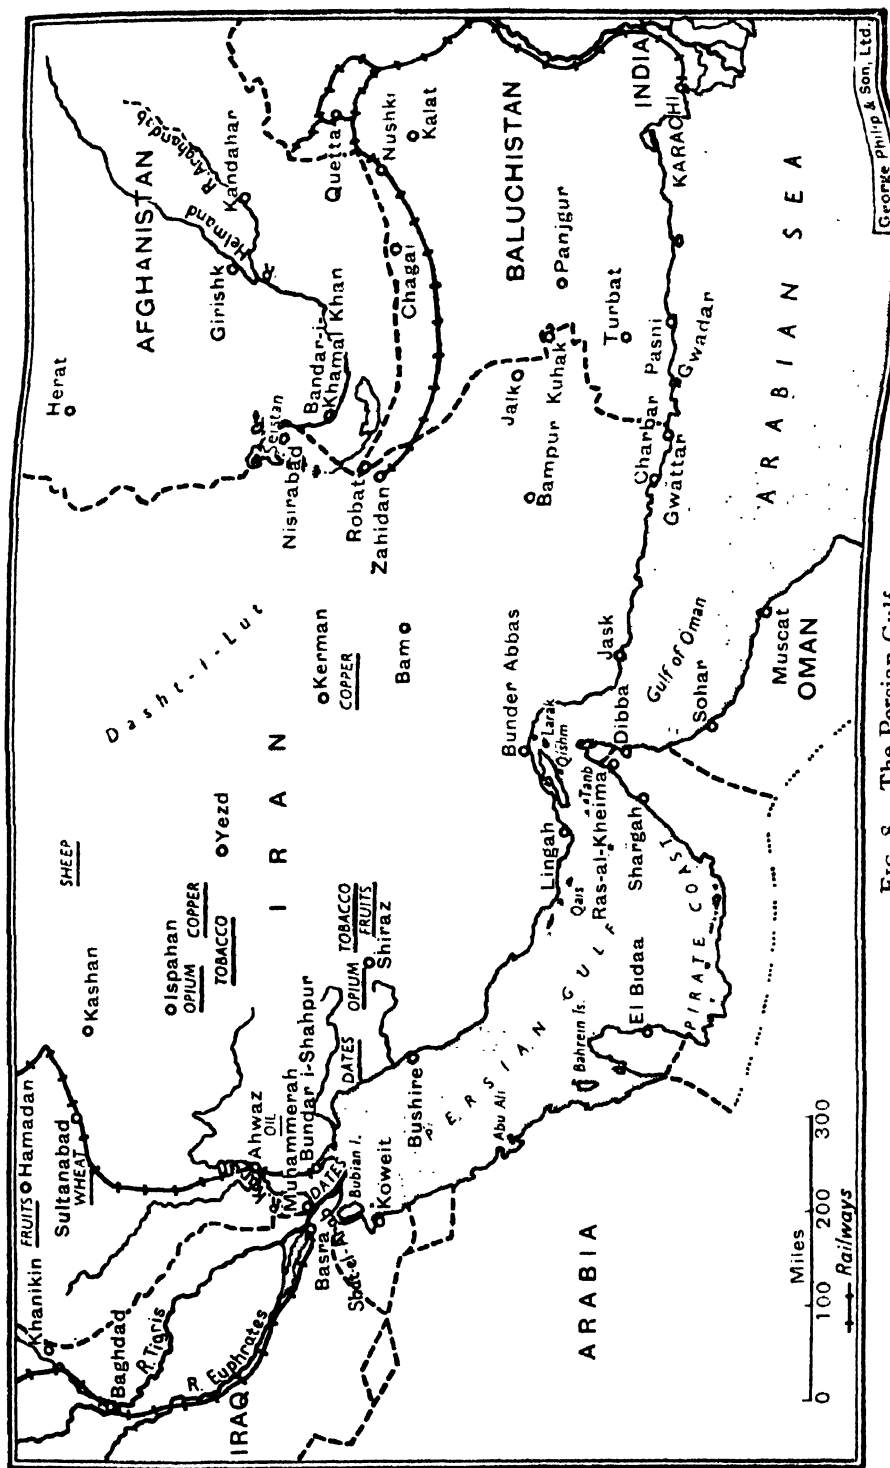 Herat
AFGHANISTAN
R. Arghandab
Helmand
R.
Kandahar
Girishk
Seistan
Bandar-i-
Khamal Khan
Nisirabad
Robat
Zahidan
Quetta
Nushki
Kalat
Chagai
BALUCHISTAN
Jalk
Panjgur
Kuhak
Bampur
Turbat
INDIA
KARACHI
Pasni
Gwadar
Charbar
Gwattar
ARABIAN SEA
Dasht-i-Lut
IRAN
SHEEP
Kashan
Yezd
Ispahan
OPIUM
COPPER
TOBACCO
Kerman
COPPER
Bam
OPIUM
TOBACCO
FRUITS
Shiraz
DATES
Khanikin
FRUITS
Hamadan
Sultanabad
WHEAT
Baghdad
R. Tigris
R. Euphrates
IRAQ
Ahwaz
OIL
Muhammerah
Bundar i-Shahpur
DATES
Basra
Bubian I.
Koweit
Bushire
PERSIAN GULF
Abu Ali
Bahrein Is.
El Bidaa
PIRATE COAST
Qais
Lingah
Bunder Abbas
Larak
Qishm
Tanb
Ras-al-Kheima
Shargah
Dibba
Jask
Gulf of Oman
Sohar
Muscat
OMAN
ARABIA
Miles
0 100 200 300
Railways
George Philip & Son, Ltd.
FIG. 8. The Persian Gulf